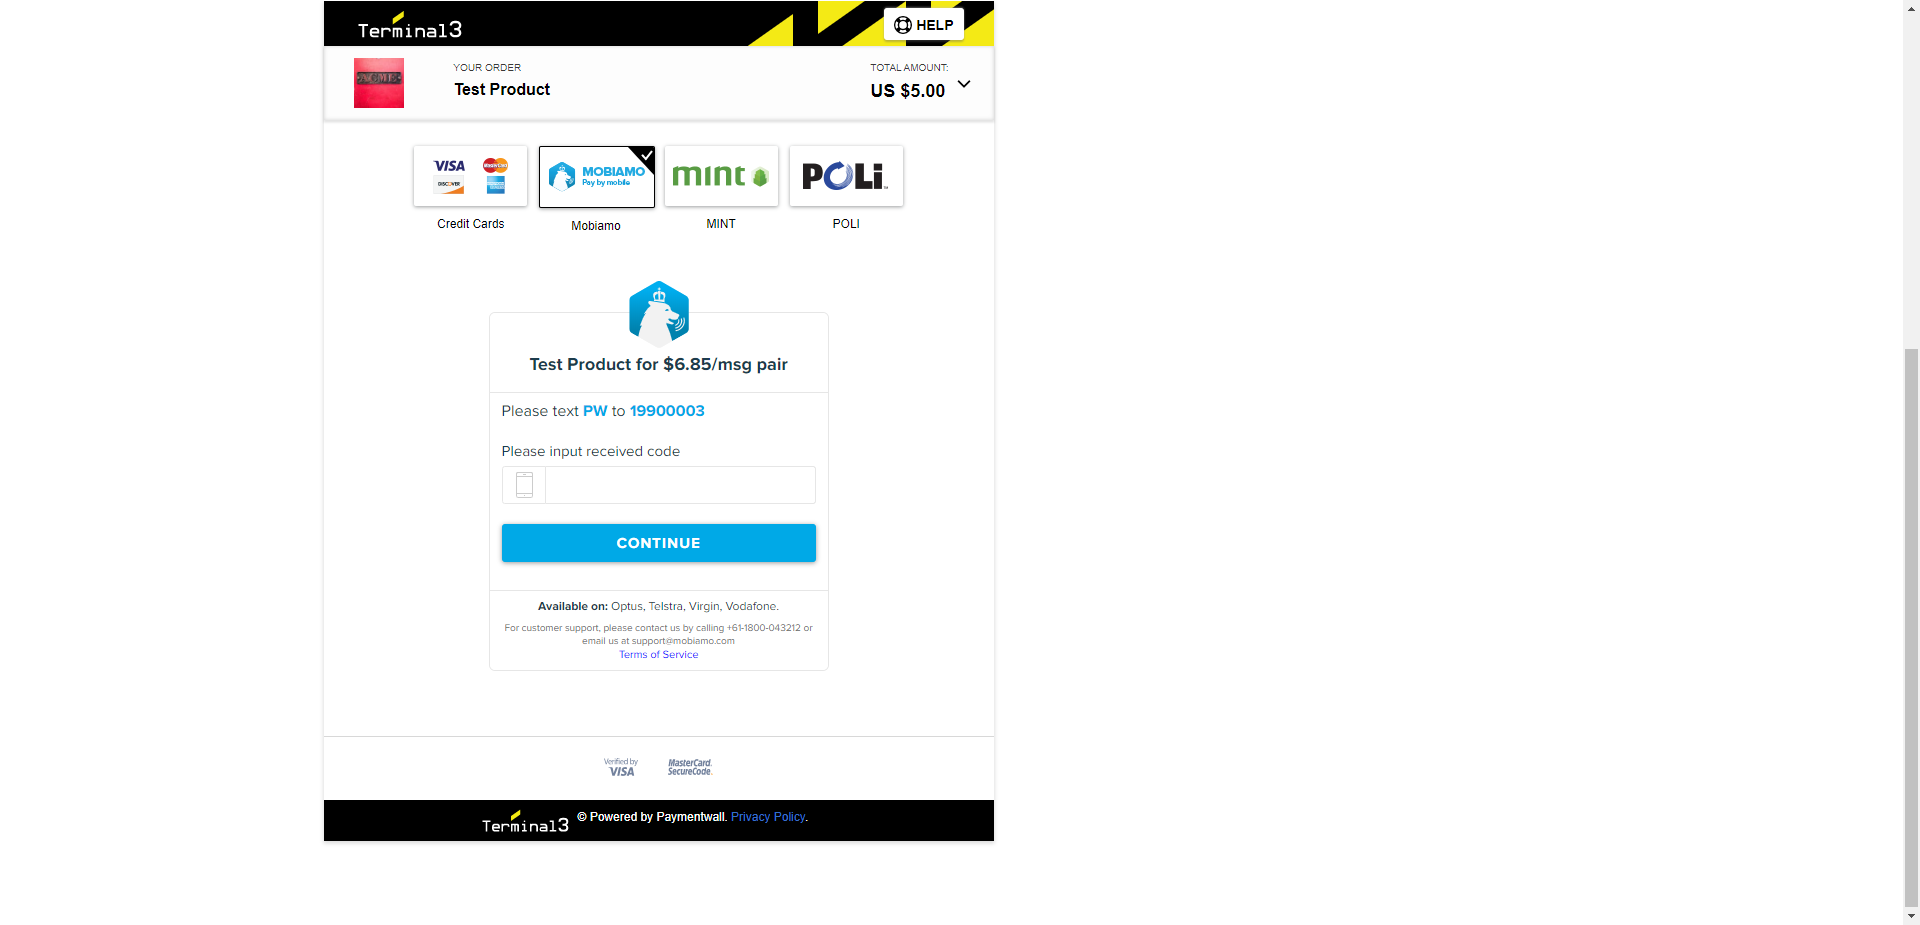 Terminal3
HELP
YOUR ORDER
Test Product
TOTAL AMOUNT:
US $5.00
ACME
VISA
MasterCard
DISCOVER
MOBIAMO
Pay by mobile
mint
POLi
Credit Cards
Mobiamo
MINT
POLI
Test Product for $6.85/msg pair
Please text PW to 19900003
Please input received code
CONTINUE
Available on: Optus, Telstra, Virgin, Vodafone.
For customer support, please contact us by calling +61-1800-043212 or
email us at support@mobiamo.com
Terms of Service
Verified by
VISA
MasterCard.
SecureCode.
Terminal3
© Powered by Paymentwall. Privacy Policy.